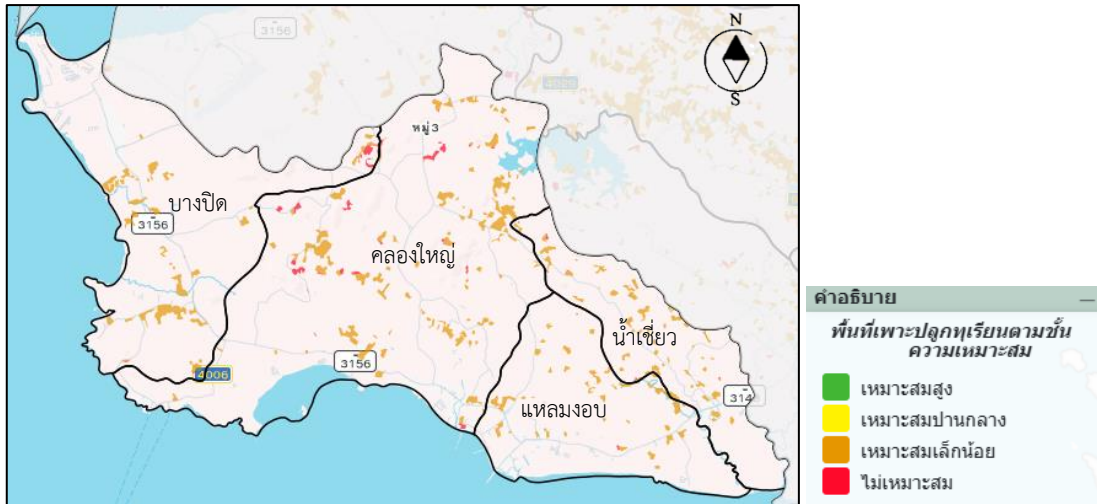 3156
N
S
4006
หมู่3
บางปิด
3156
คลองใหญ่
น้ำเชี่ยว
4006
3156
แหลมงอบ
314
คำอธิบาย
พื้นที่เพาะปลูกทุเรียนตามชั้น
ความเหมาะสม
เหมาะสมสูง
เหมาะสมปานกลาง
เหมาะสมเล็กน้อย
ไม่เหมาะสม